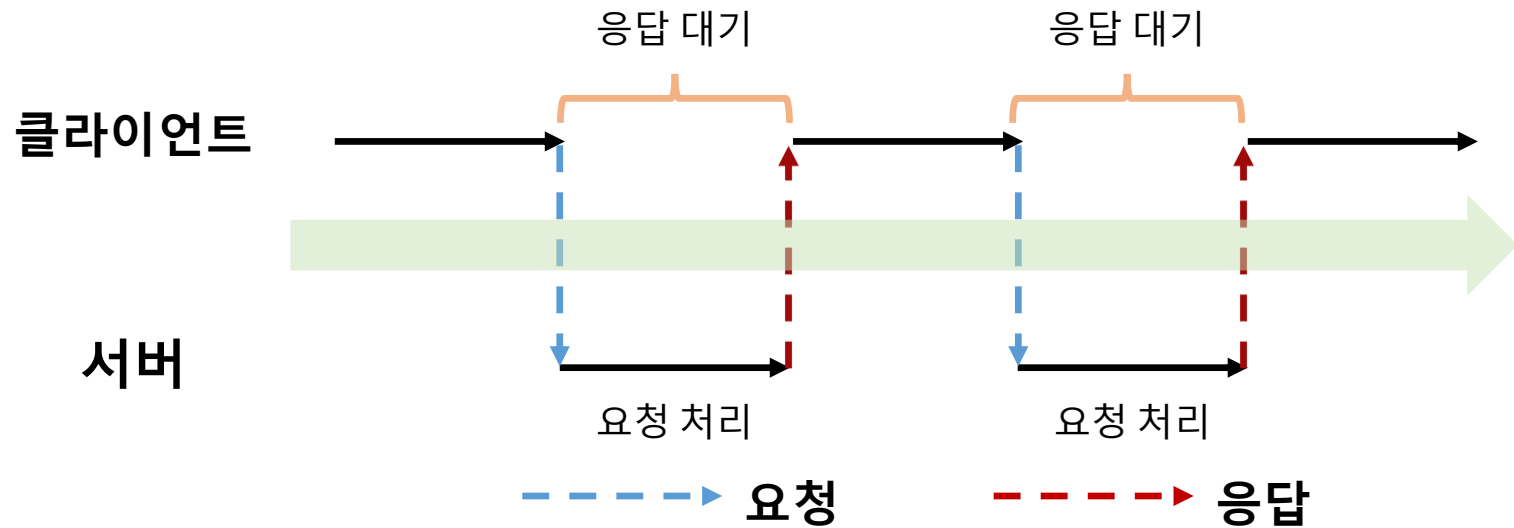 응답 대기
응답 대기
클라이언트
서버
요청 처리
요청 처리
요청
응답